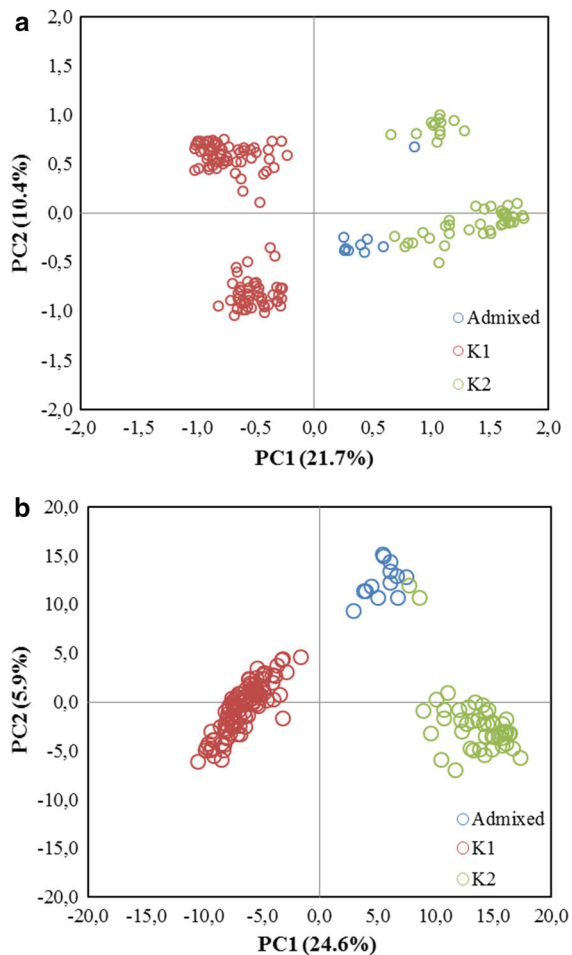 a
2,0
1,5
1,0
0,5
0,0
-0,5
-1,0
-1,5
-2,0
PC2 (10.4%)
Admixed
K1
K2
-2,0 -1,5 -1,0 -0,5 0,0 0,5 1,0 1,5 2,0
PC1 (21.7%)
b
20,0
15,0
10,0
5,0
0,0
-5,0
-10,0
-15,0
-20,0
PC2 (5.9%)
Admixed
K1
K2
-20,0 -15,0 -10,0 -5,0 0,0 5,0 10,0 15,0 20,0
PC1 (24.6%)